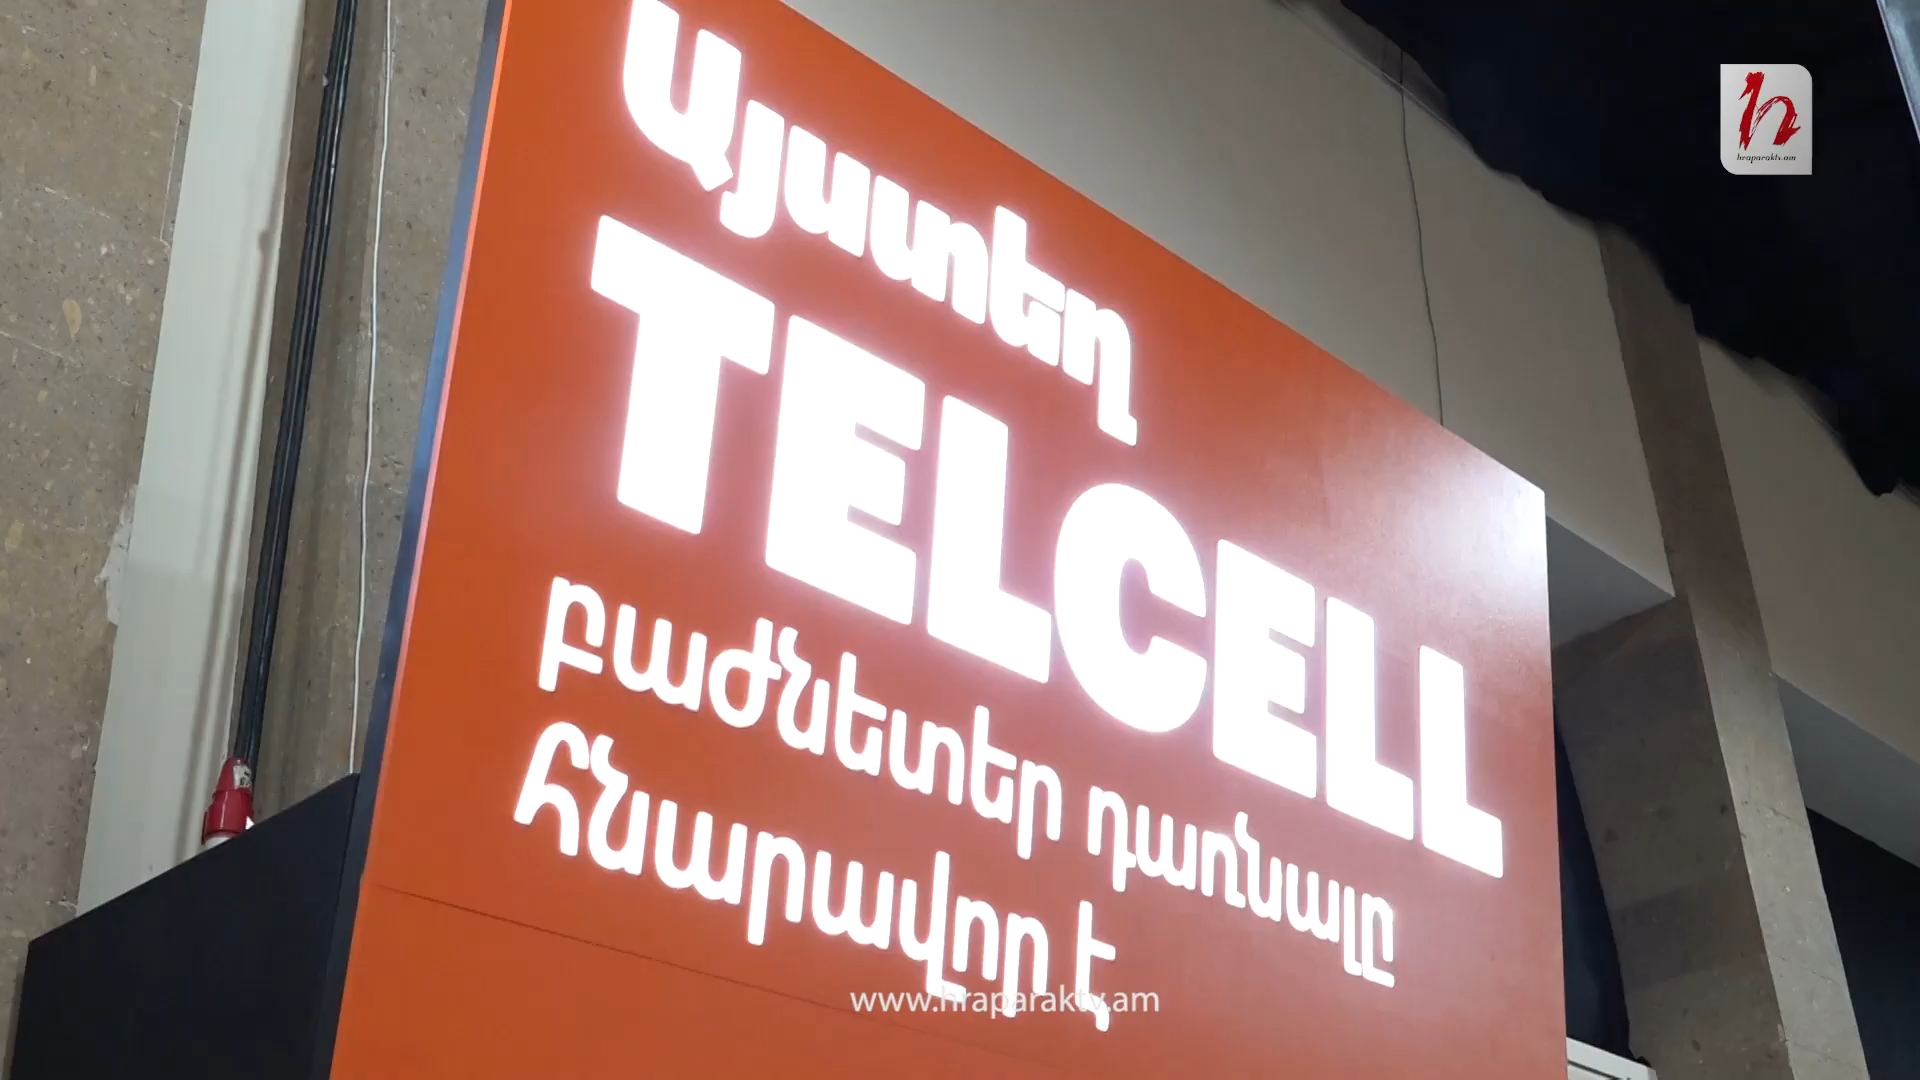 Այստեղ
TELCELL
բաժնետեր դառնալը
հնարավոր է
hraparaktv.am
www.hraparaktv.am